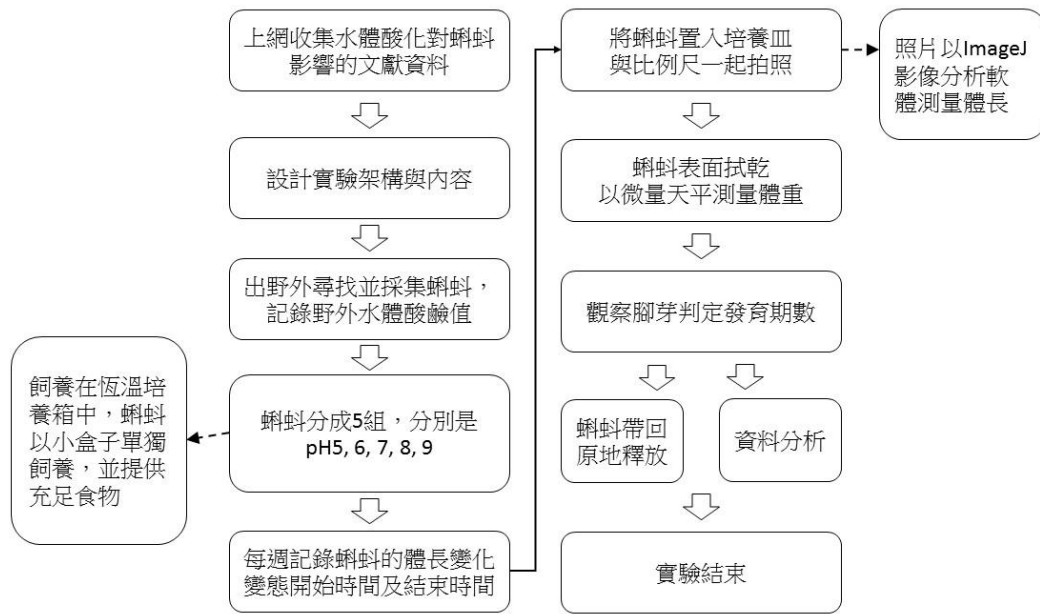 上網收集水體酸化對蝌蚪
影響的文獻資料
設計實驗架構與內容
出野外尋找並採集蝌蚪，
記錄野外水體酸鹼值
飼養在恆溫培
養箱中，蝌蚪
以小盒子單獨
飼養，並提供
充足食物
蝌蚪分成5組，分別是
pH5, 6, 7, 8, 9
每週記錄蝌蚪的體長變化
變態開始時間及結束時間
將蝌蚪置入培養皿
與比例尺一起拍照
照片以ImageJ
影像分析軟
體測量體長
蝌蚪表面拭乾
以微量天平測量體重
觀察腳芽判定發育期數
蝌蚪帶回
原地釋放
資料分析
實驗結束